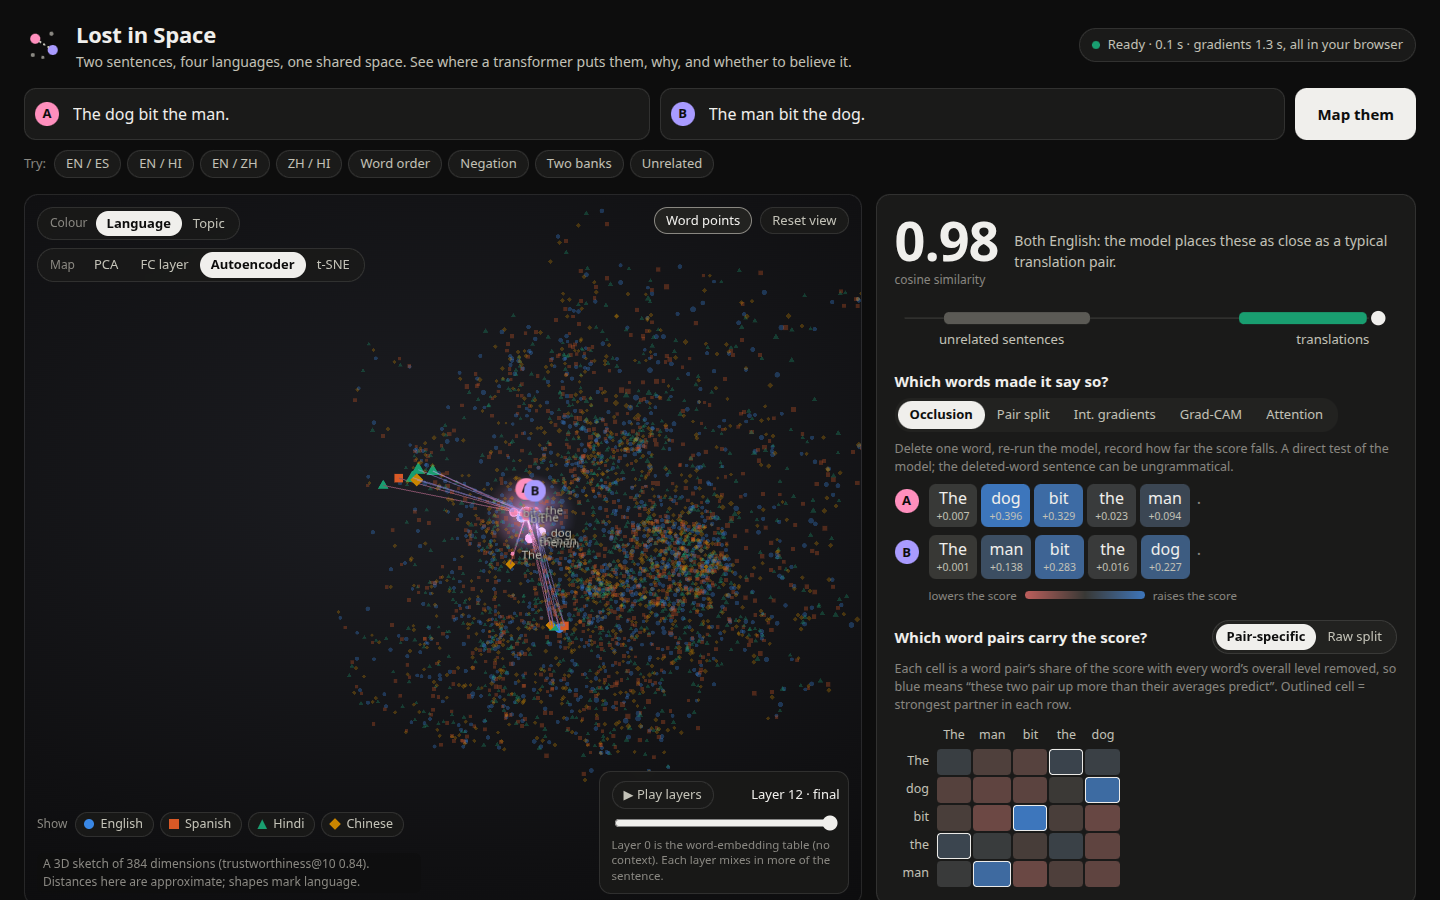 Lost in Space
Two sentences, four languages, one shared space. See where a transformer puts them, why, and whether to believe it.
Ready · 0.1 s · gradients 1.3 s, all in your browser
A The dog bit the man.
B The man bit the dog.
Map them
Try: EN / ES EN / HI EN / ZH ZH / HI Word order Negation Two banks Unrelated
Colour Language Topic
Word points Reset view
Map PCA FC layer Autoencoder t-SNE
B
the
bit the
dog
The
▶ Play layers Layer 12 · final
Layer 0 is the word-embedding table (no
context). Each layer mixes in more of the
sentence.
Show English Spanish Hindi Chinese
A 3D sketch of 384 dimensions (trustworthiness@10 0.84).
Distances here are approximate; shapes mark language.
0.98
cosine similarity
Both English: the model places these as close as a typical
translation pair.
unrelated sentences translations
Which words made it say so?
Occlusion Pair split Int. gradients Grad-CAM Attention
Delete one word, re-run the model, record how far the score falls. A direct test of the
model; the deleted-word sentence can be ungrammatical.
A The dog bit the man .
+0.007 +0.396 +0.329 +0.023 +0.094
B The man bit the dog .
+0.001 +0.138 +0.283 +0.016 +0.227
lowers the score raises the score
Which word pairs carry the score?
Pair-specific Raw split
Each cell is a word pair’s share of the score with every word’s overall level removed, so
blue means “these two pair up more than their averages predict”. Outlined cell =
strongest partner in each row.
The man bit the dog
The
dog
bit
the
man